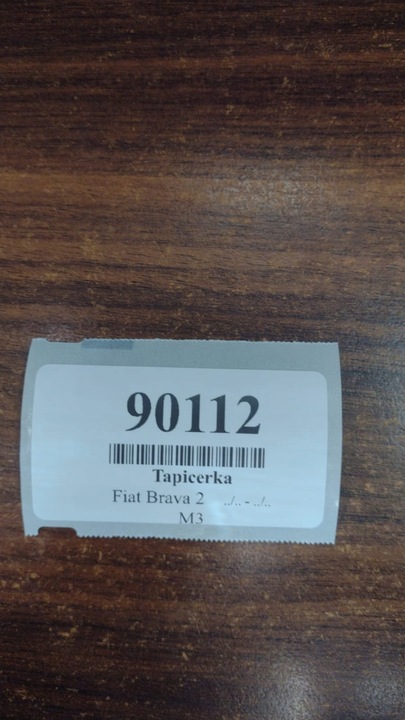 90112
Tapicerka
Fiat Brava 2 ../.. - ../..
M3